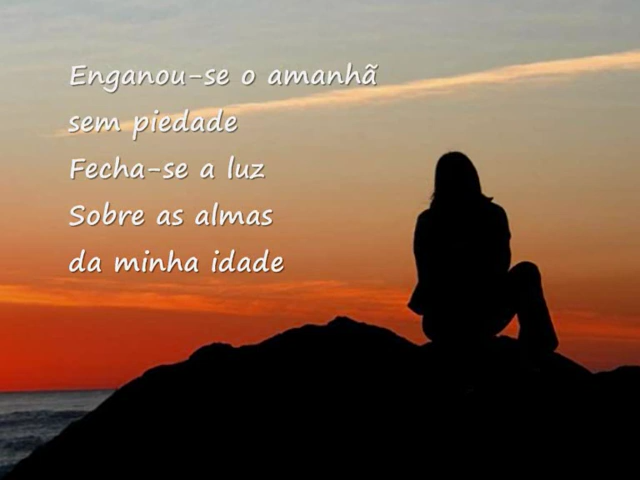 Enganou-se o amanhã
sem piedade
Fecha-se a luz
Sobre as almas
da minha idade